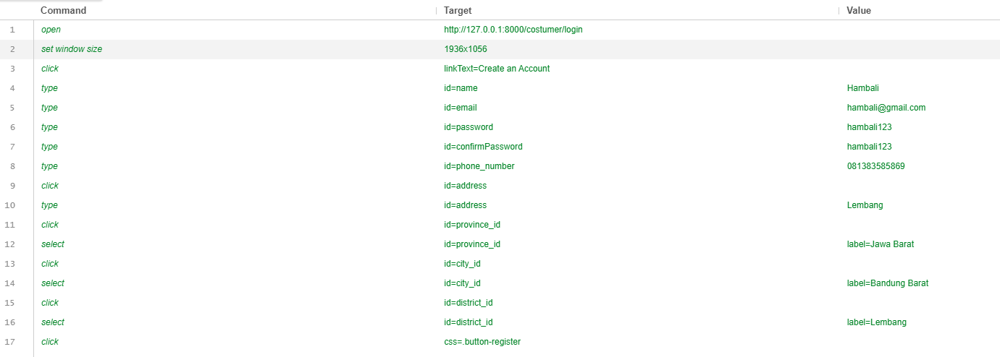 Command Target Value
1 open http://127.0.0.1:8000/costumer/login
2 set window size 1936x1056
3 click linkText=Create an Account
4 type id=name Hambali
5 type id=email hambali@gmail.com
6 type id=password hambali123
7 type id=confirmPassword hambali123
8 type id=phone_number 081383585869
9 click id=address
10 type id=address Lembang
11 click id=province_id
12 select id=province_id label=Jawa Barat
13 click id=city_id
14 select id=city_id label=Bandung Barat
15 click id=district_id
16 select id=district_id label=Lembang
17 click css=.button-register